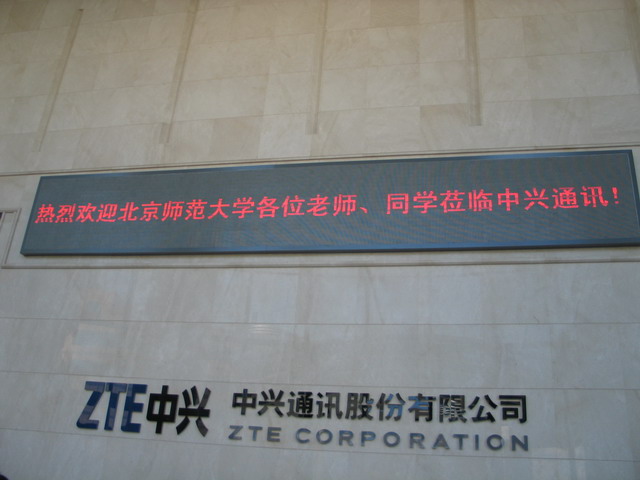 热烈欢迎北京师范大学各位老师、同学莅临中兴通讯!
ZTE中兴 中兴通讯股份有限公司
ZTE CORPORATION